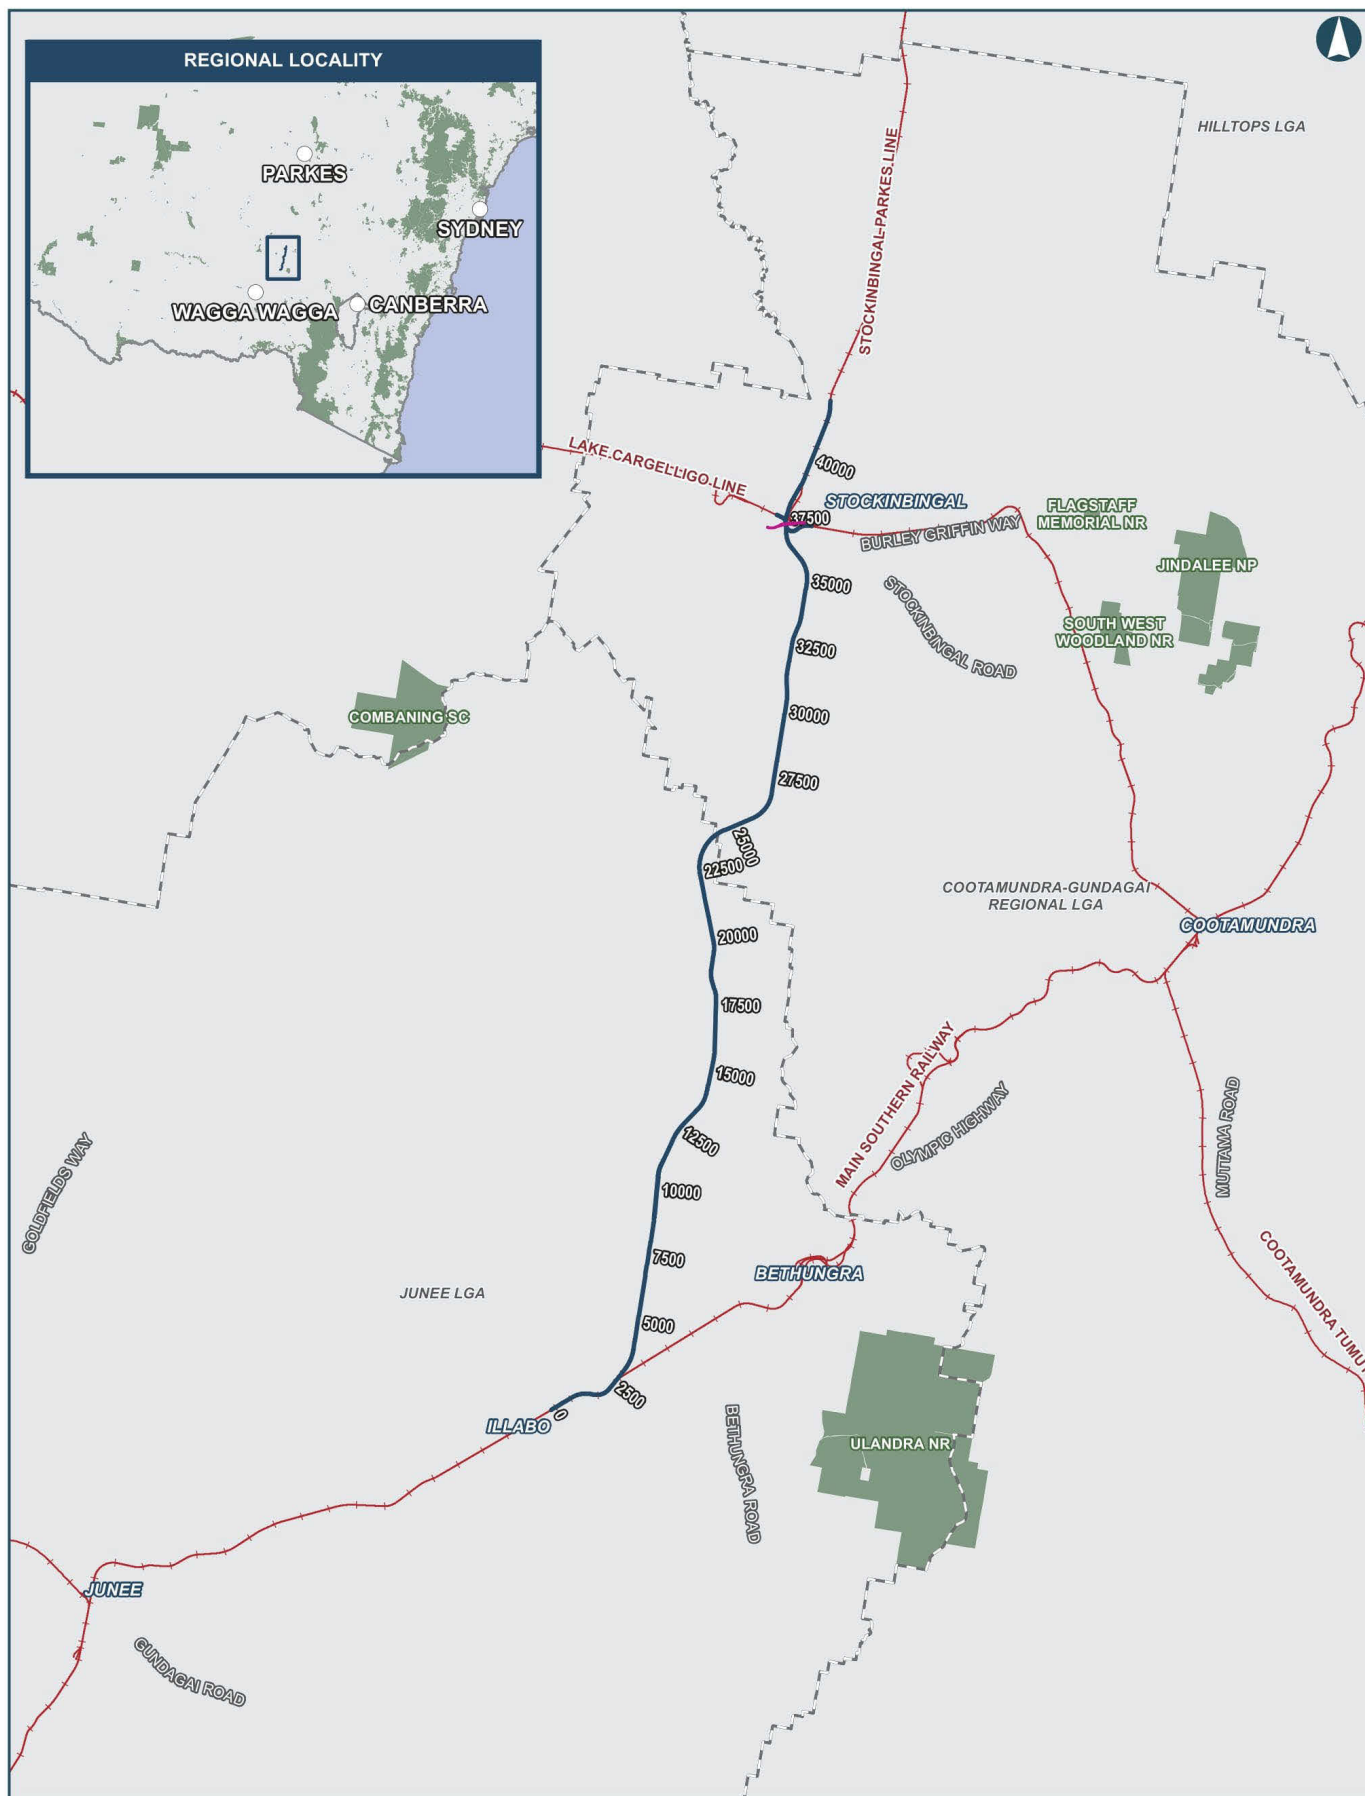 REGIONAL LOCALITY
PARKES
SYDNEY
WAGGA WAGGA
CANBERRA
HILLTOPS LGA
STOCKINBINGAL-PARKES LINE
LAKE CARGELLIGO LINE
40000
STOCKINBINGAL
37500
BURLEY GRIFFIN WAY
FLAGSTAFF
MEMORIAL NR
JINDALEE NP
35000
STOCKINBINGAL ROAD
SOUTH WEST
WOODLAND NR
32500
COMBANING SC
30000
27500
25000
22500
COOTAMUNDRA-GUNDAGAI
REGIONAL LGA
COOTAMUNDRA
20000
17500
15000
MAIN SOUTHERN RAILWAY
OLYMPIC HIGHWAY
MUTTAMA ROAD
12500
GOLDFIELDS WAY
10000
7500
BETHUNGRA
COOTAMUNDRA TUMUT
JUNEE LGA
5000
2500
0
ILLABO
BETHUNGRA ROAD
ULANDRA NR
JUNEE
GUNDAGAI ROAD